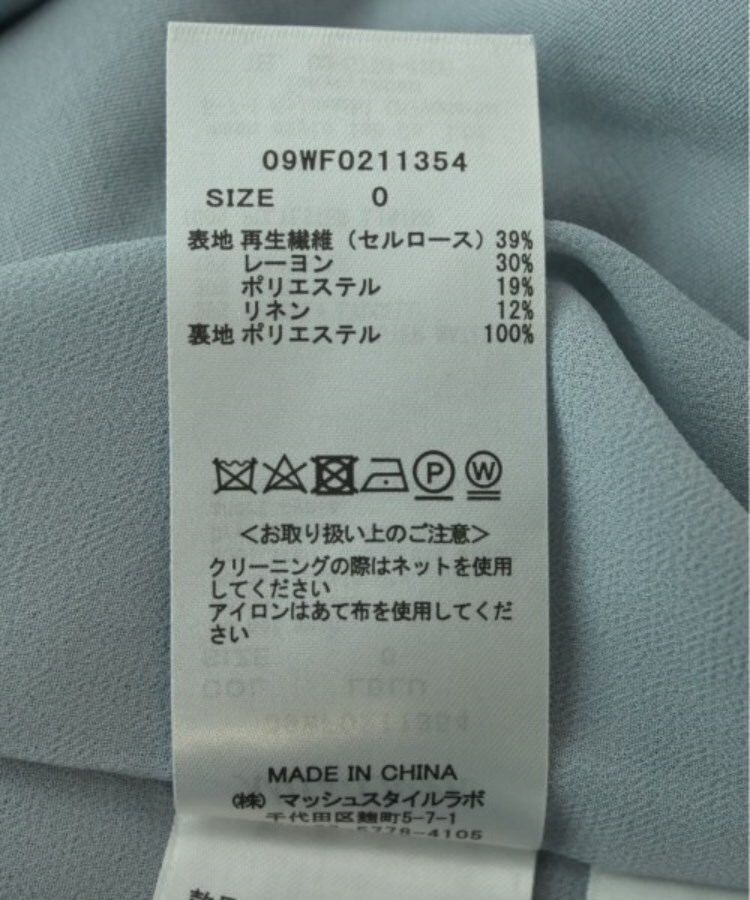 09WF0211354
SIZE 0
表地 再生繊維（セルロース）39%
レーヨン 30%
ポリエステル 19%
リネン 12%
裏地 ポリエステル 100%
P W
＜お取り扱い上のご注意＞
クリーニングの際はネットを使用
してください
アイロンはあて布を使用してくだ
さい
MADE IN CHINA
㈱ マッシュスタイルラボ
千代田区麹町5-7-1
5778-4105